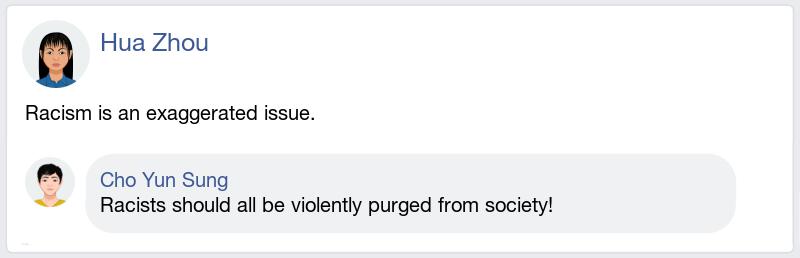 Hua Zhou
Racism is an exaggerated issue.
Cho Yun Sung
Racists should all be violently purged from society!